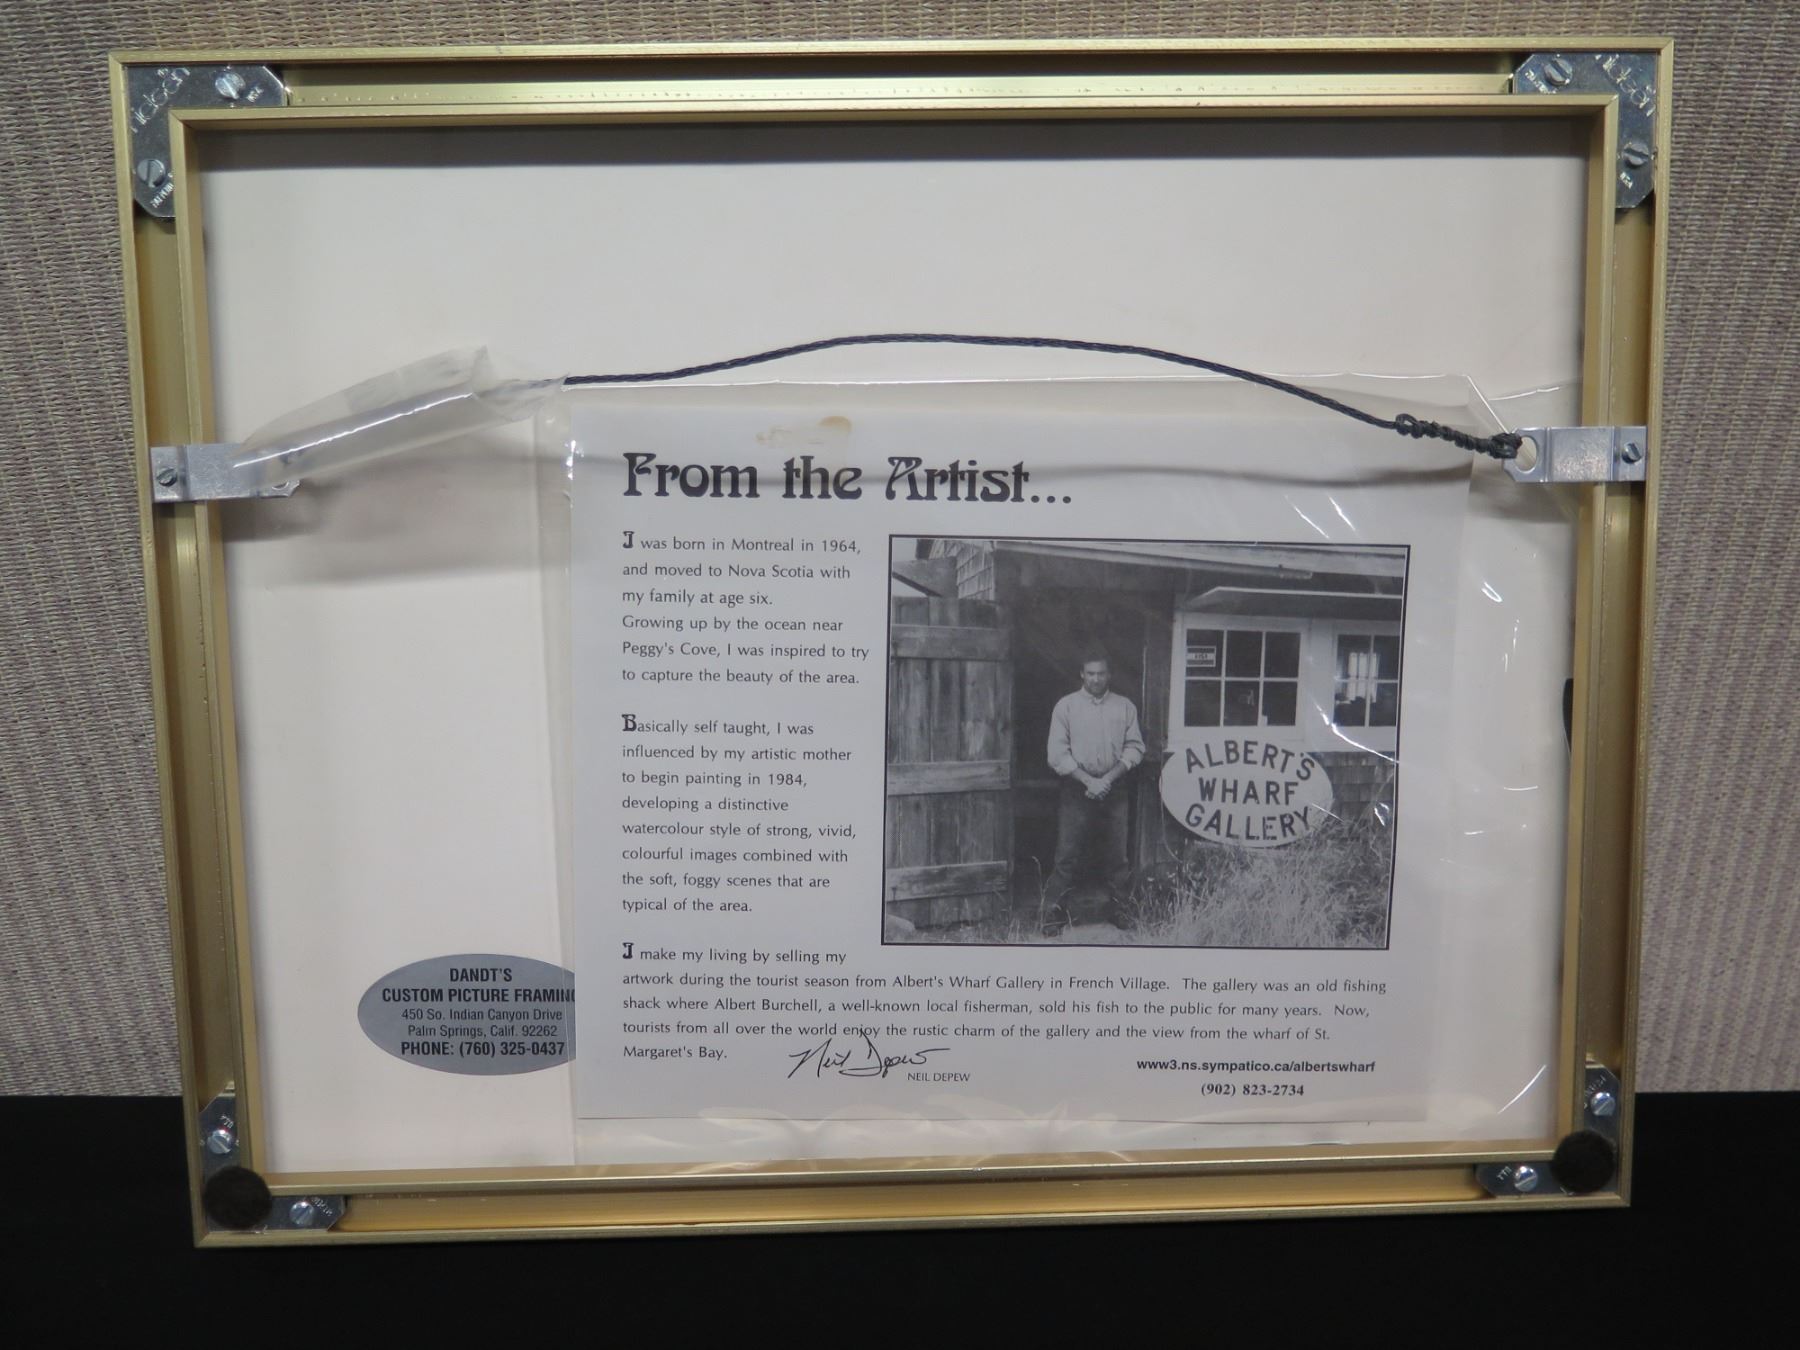 nielsen
From the Artist...
I was born in Montreal in 1964,
and moved to Nova Scotia with
my family at age six.
Growing up by the ocean near
Peggy's Cove, I was inspired to try
to capture the beauty of the area.
Basically self taught, I was
influenced by my artistic mother
to begin painting in 1984,
developing a distinctive
watercolour style of strong, vivid,
colourful images combined with
the soft, foggy scenes that are
typical of the area.
I make my living by selling my
artwork during the tourist season from Albert's Wharf Gallery in French Village. The gallery was an old fishing
shack where Albert Burchell, a well-known local fisherman, sold his fish to the public for many years. Now,
tourists from all over the world enjoy the rustic charm of the gallery and the view from the wharf of St.
Margaret's Bay.
Neil Depew
NEIL DEPEW
www3.ns.sympatico.ca/albertswharf
(902) 823-2734
VISA
ALBERT'S
WHARF
GALLERY
DANDT'S
CUSTOM PICTURE FRAMING
450 So. Indian Canyon Drive
Palm Springs, Calif. 92262
PHONE: (760) 325-0437